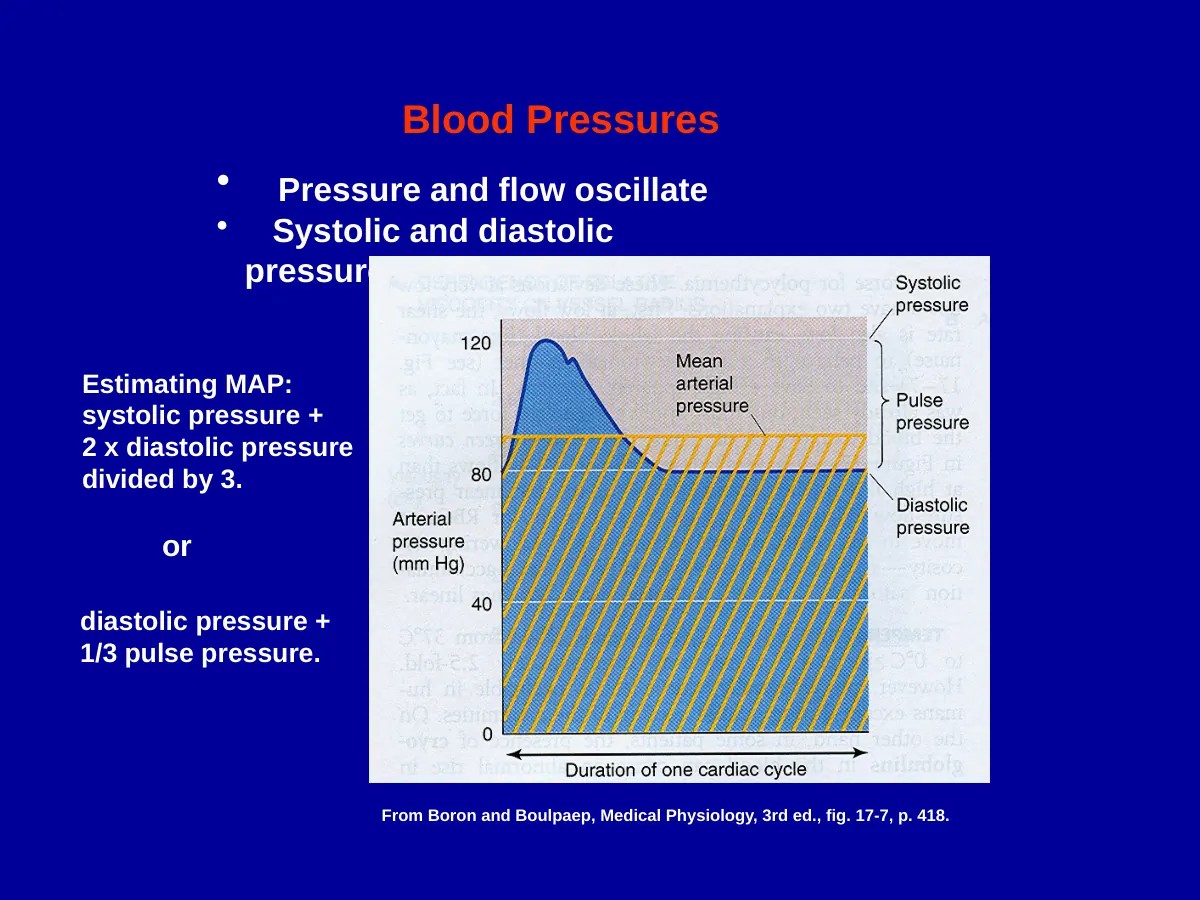 Blood Pressures
• Pressure and flow oscillate
• Systolic and diastolic
Systolic
pressure
120
Mean
arterial
pressure
Estimating MAP:
systolic pressure +
2 x diastolic pressure
divided by 3.
Pulse
pressure
80
Diastolic
pressure
Arterial
pressure
(mm Hg)
or
40
diastolic pressure +
1/3 pulse pressure.
0
Duration of one cardiac cycle
From Boron and Boulpaep, Medical Physiology, 3rd ed., fig. 17-7, p. 418.